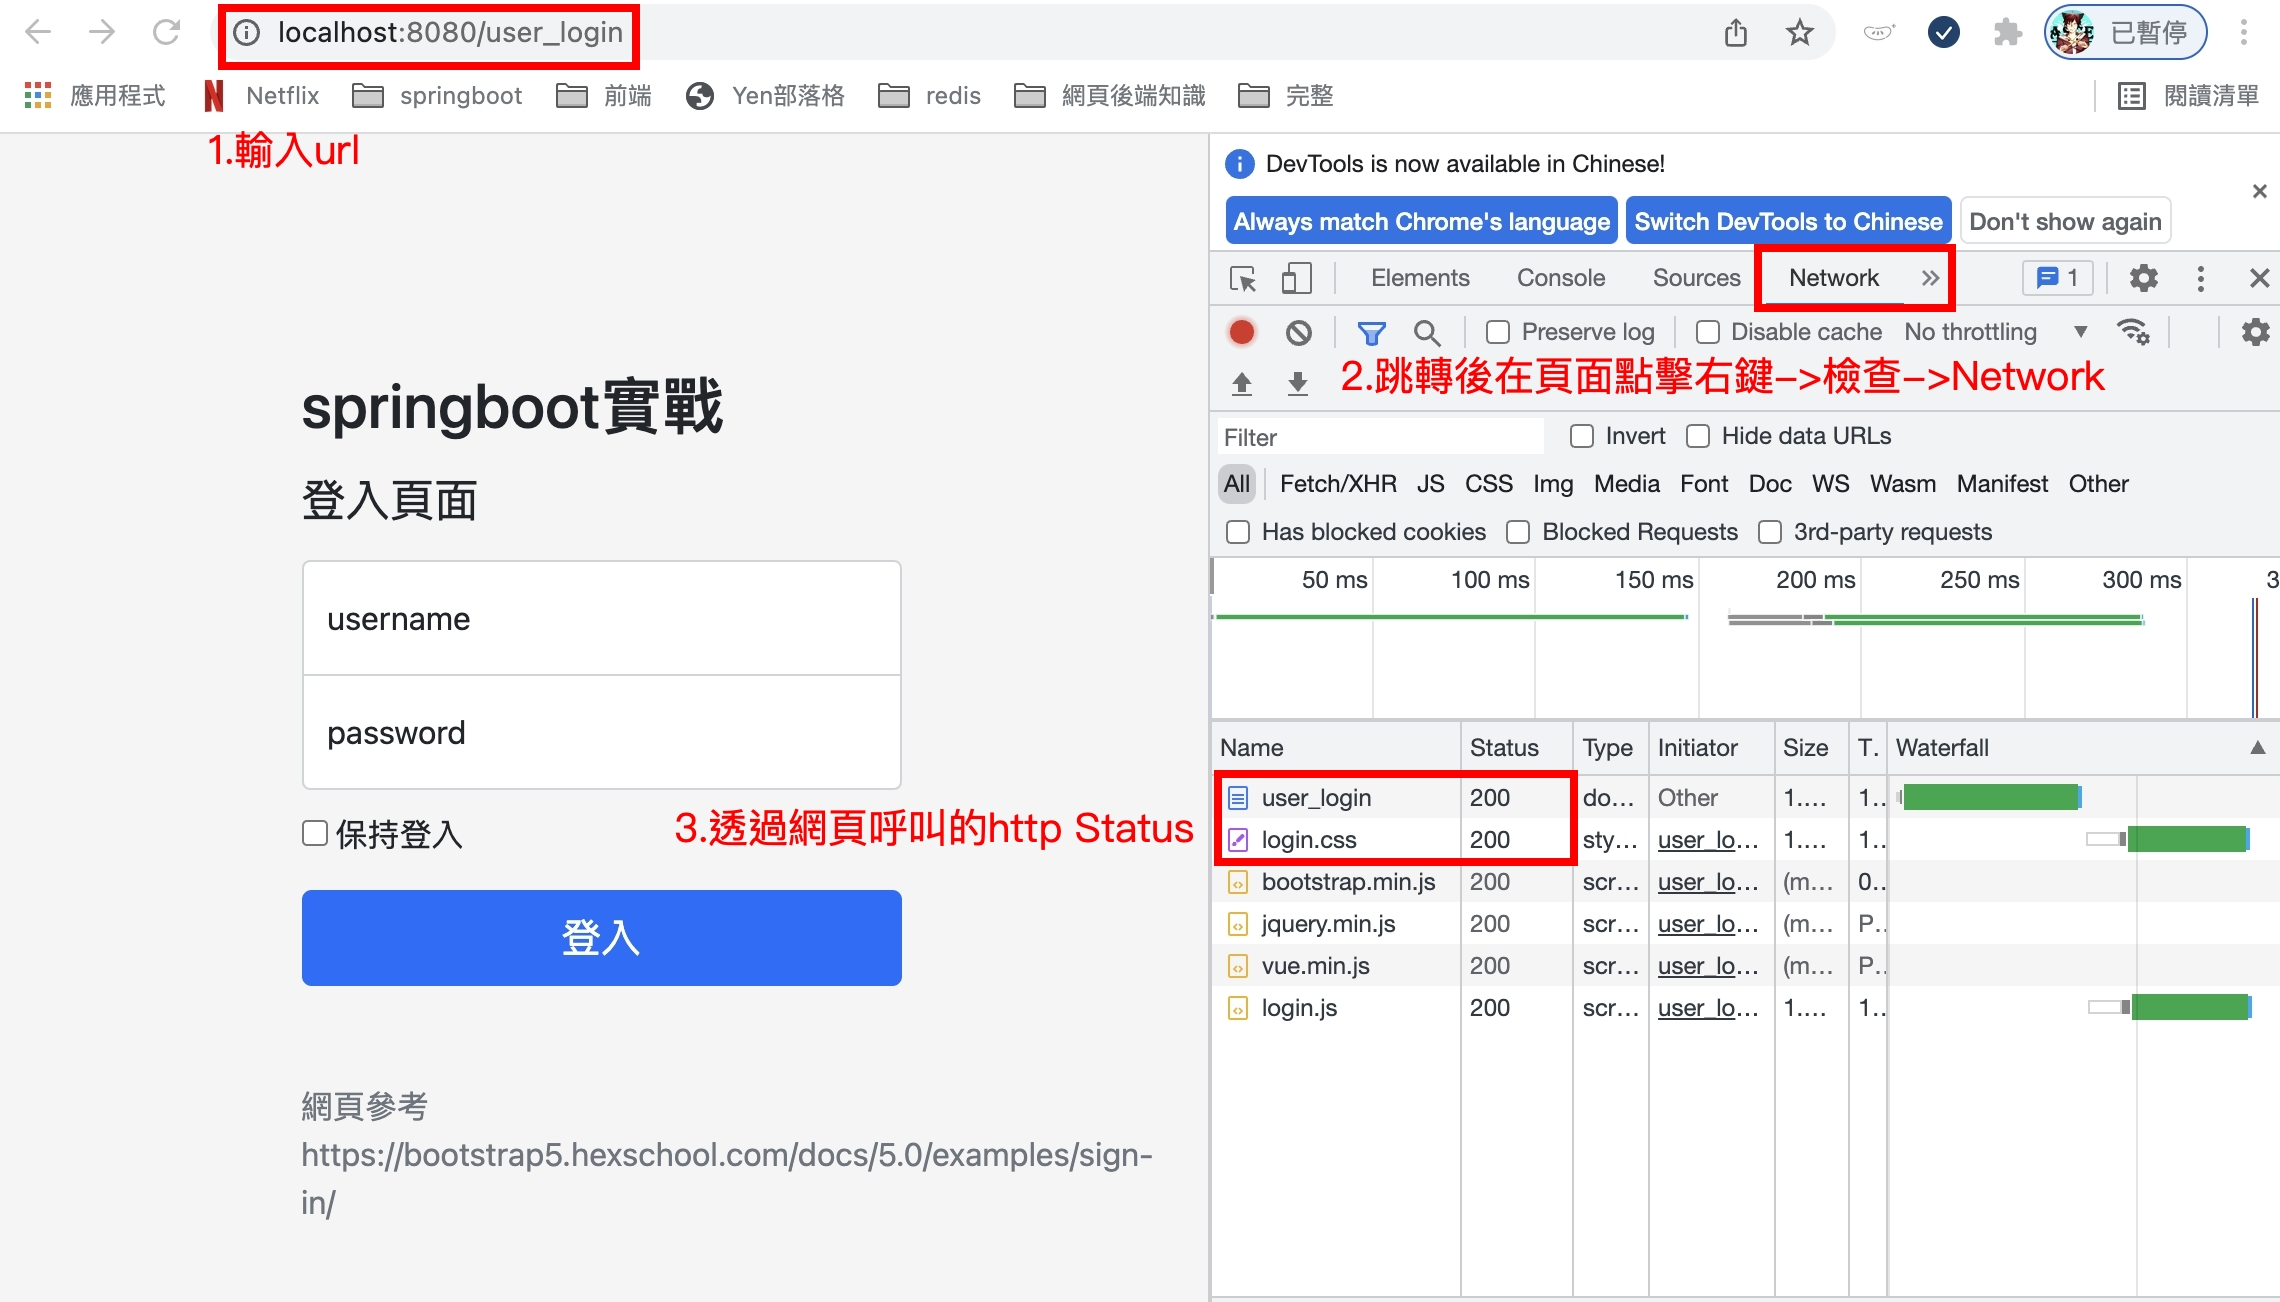 localhost:8080/user_login
已暫停
應用程式 Netflix springboot 前端 Yen部落格 redis 網頁後端知識 完整 閱讀清單
1.輸入url
springboot實戰
登入頁面
username
password
保持登入
登入
3.透過網頁呼叫的http Status
網頁參考
https://bootstrap5.hexschool.com/docs/5.0/examples/sign-
in/
DevTools is now available in Chinese!
Always match Chrome's language Switch DevTools to Chinese Don't show again
Elements Console Sources Network 1
Preserve log Disable cache No throttling
2.跳轉後在頁面點擊右鍵–>檢查–>Network
Filter Invert Hide data URLs
All Fetch/XHR JS CSS Img Media Font Doc WS Wasm Manifest Other
Has blocked cookies Blocked Requests 3rd-party requests
50 ms 100 ms 150 ms 200 ms 250 ms 300 ms 3
Name Status Type Initiator Size T. Waterfall
user_login 200 do... Other 1.... 1..
login.css 200 sty... user_lo... 1.... 1..
bootstrap.min.js 200 scr... user_lo... (m... 0..
jquery.min.js 200 scr... user_lo... (m... P..
vue.min.js 200 scr... user_lo... (m... P..
login.js 200 scr... user_lo... 1.... 1..